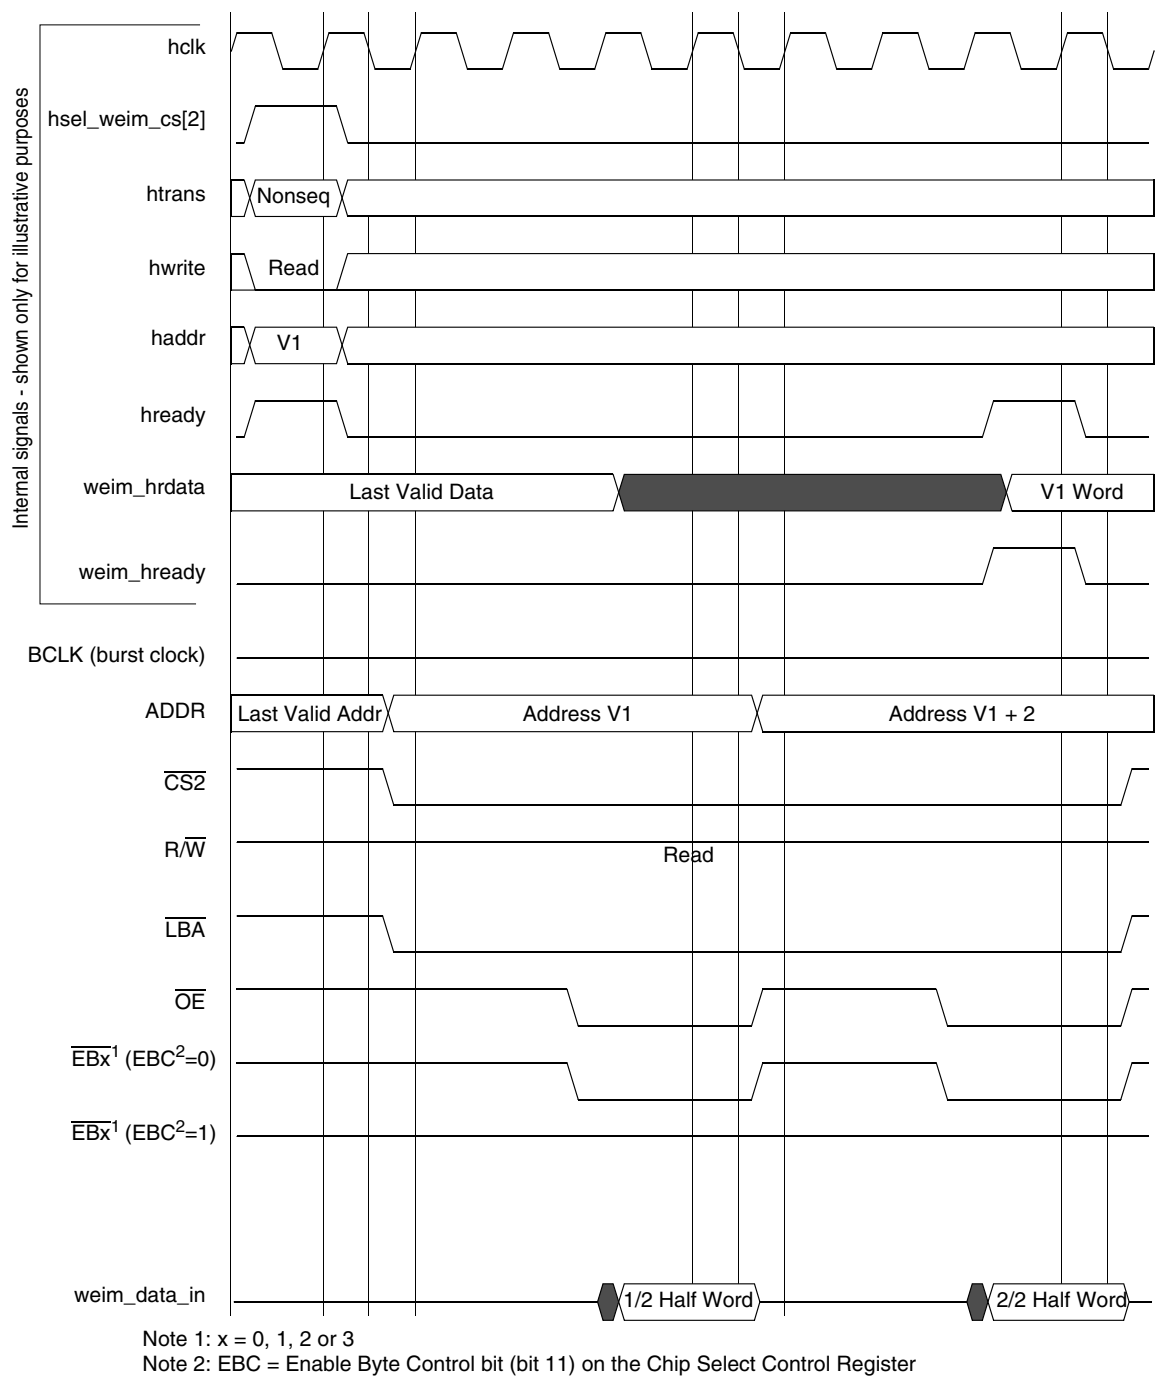 Internal signals - shown only for illustrative purposes
hclk
hsel_weim_cs[2]
htrans Nonseq
hwrite Read
haddr V1
hready
weim_hrdata Last Valid Data V1 Word
weim_hready
BCLK (burst clock)
ADDR Last Valid Addr Address V1 Address V1 + 2
CS2
R/W
Read
LBA
OE
EBx1 (EBC2=0)
EBx1 (EBC2=1)
weim_data_in 1/2 Half Word 2/2 Half Word
Note 1: x = 0, 1, 2 or 3
Note 2: EBC = Enable Byte Control bit (bit 11) on the Chip Select Control Register